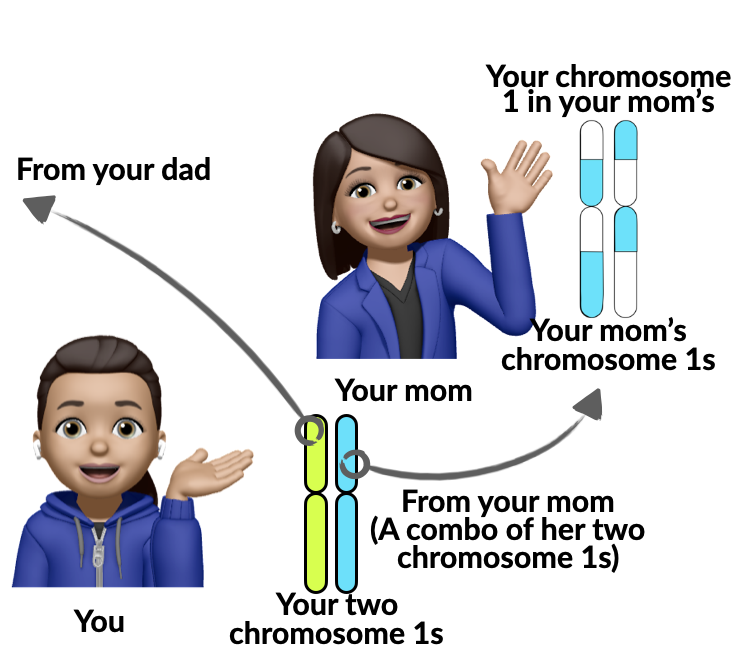 Your chromosome
1 in your mom's
From your dad
Your mom's
chromosome 1s
Your mom
From your mom
(A combo of her two
chromosome 1s)
Your two
chromosome 1s
You